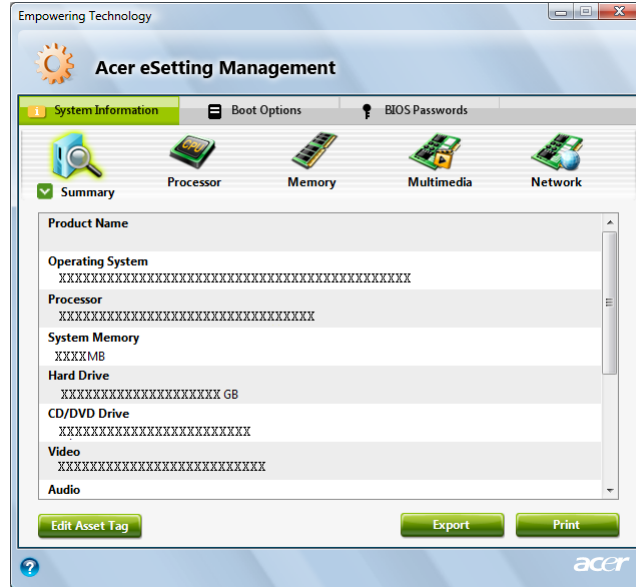 Empowering Technology
Acer eSetting Management
System Information
Boot Options
BIOS Passwords
Summary
Processor
Memory
Multimedia
Network
Product Name
Operating System
XXXXXXXXXXXXXXXXXXXXXXXXXXXXXXXXXXXXXXXXXXXX
Processor
XXXXXXXXXXXXXXXXXXXXXXXXXXXXXXXX
System Memory
XXXXMB
Hard Drive
XXXXXXXXXXXXXXXXXXXX GB
CD/DVD Drive
XXXXXXXXXXXXXXXXXXXXXXXX
Video
XXXXXXXXXXXXXXXXXXXXXXXXXX
Audio
Edit Asset Tag
Export
Print
acer